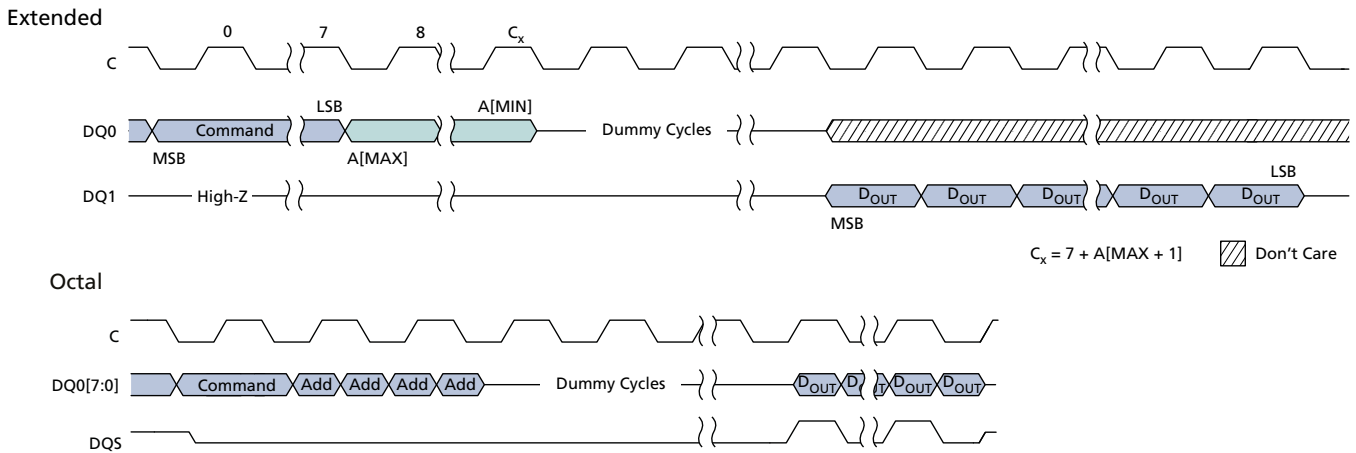 Extended
0 7 8 Cx
C
LSB A[MIN]
DQ0 Command Dummy Cycles
MSB A[MAX]
LSB
DQ1 High-Z DOUT DOUT DOUT DOUT DOUT
MSB
Cx = 7 + A[MAX + 1] Don't Care
Octal
C
DQ0[7:0] Command Add Add Add Add Dummy Cycles DOUT DOUT DOUT DOUT
DQS